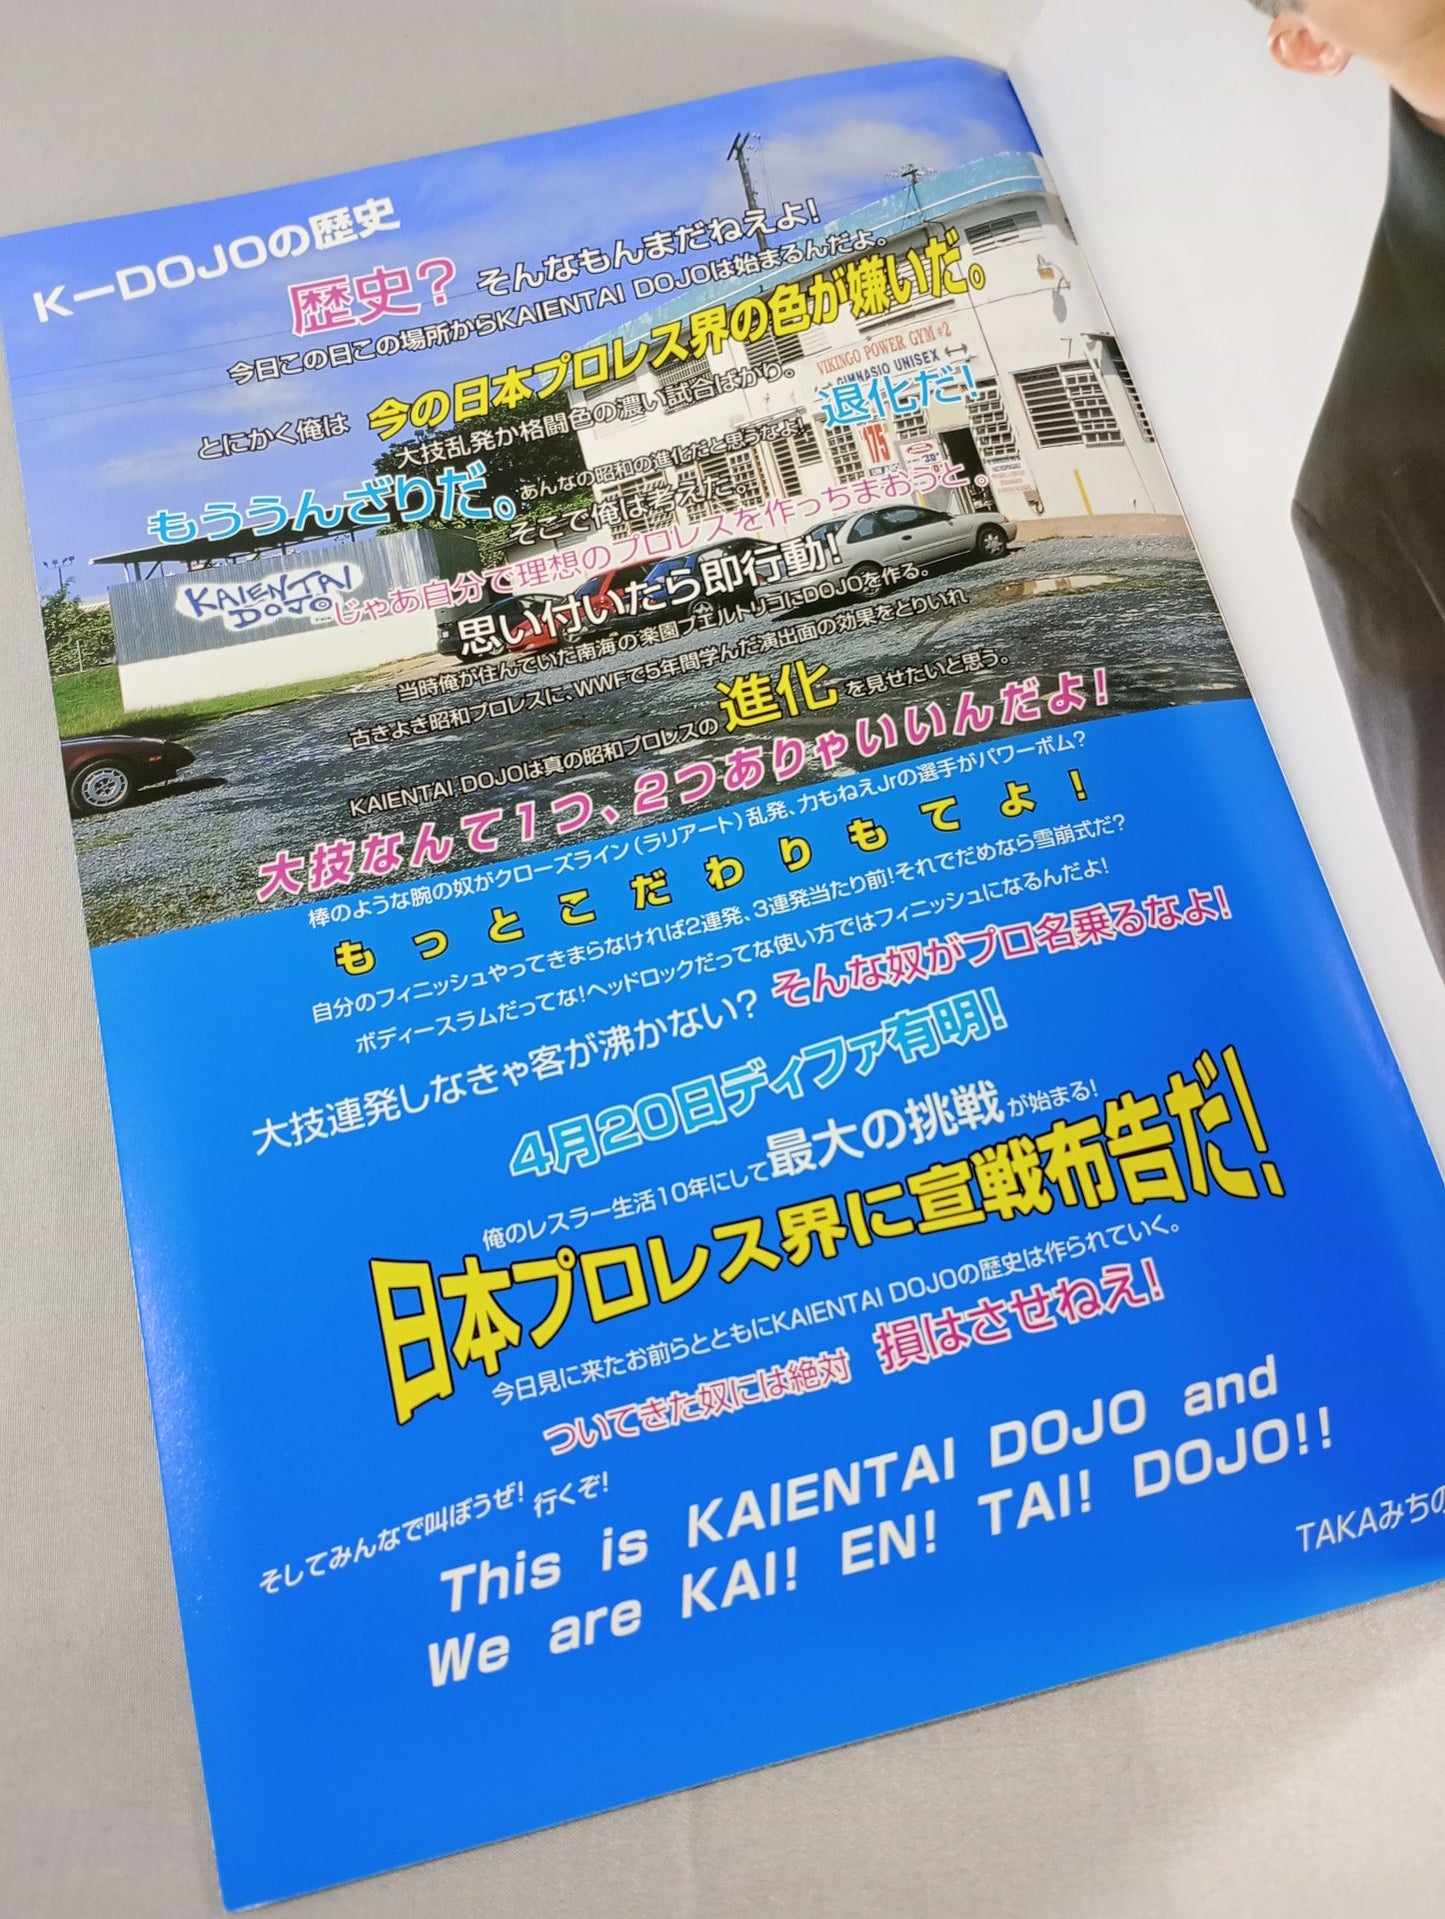 K-DOJOの歴史
歴史? そんなもんまだねえよ!
今日この日この場所からKAIENTAI DOJOは始まるんだよ。
とにかく俺は 今の日本プロレス界の色が嫌いだ。
大技乱発か格闘色の濃い試合ばかり。
もううんざりだ。あんなの昭和の進化だと思うなよ! 退化だ!
そこで俺は考えた。
じゃあ自分で理想のプロレスを作っちまおうと。
思い付いたら即行動!
当時俺が住んでいた南海の楽園プエルトリコにDOJOを作る。
古きよき昭和プロレスに、WWFで5年間学んだ演出面の効果をとりいれ
KAIENTAI DOJOは真の昭和プロレスの 進化 を見せたいと思う。
大技なんて1つ、2つありゃいいんだよ!
棒のような腕の奴がクローズライン(ラリアート)乱発、力もねえJrの選手がパワーボム?
もっとこだわりもてよ!
自分のフィニッシュやってきまらなければ2連発、3連発当たり前!それでだめなら雪崩式だ?
ボディースラムだってな!ヘッドロックだってな使い方ではフィニッシュになるんだよ!
大技連発しなきゃ客が沸かない? そんな奴がプロ名乗るなよ!
4月20日ディファ有明!
俺のレスラー生活10年にして最大の挑戦が始まる!
日本プロレス界に宣戦布告だ!
今日見に来たお前らとともにKAIENTAI DOJOの歴史は作られていく。
ついてきた奴には絶対 損はさせねえ!
そしてみんなで叫ぼうぜ! 行くぞ!
This is KAIENTAI DOJO and
We are KAI! EN! TAI! DOJO!!
TAKAみちの
VIKINGO POWER GYM #2
GIMNASIO UNISEX
175
KAIENTAI
DOJO